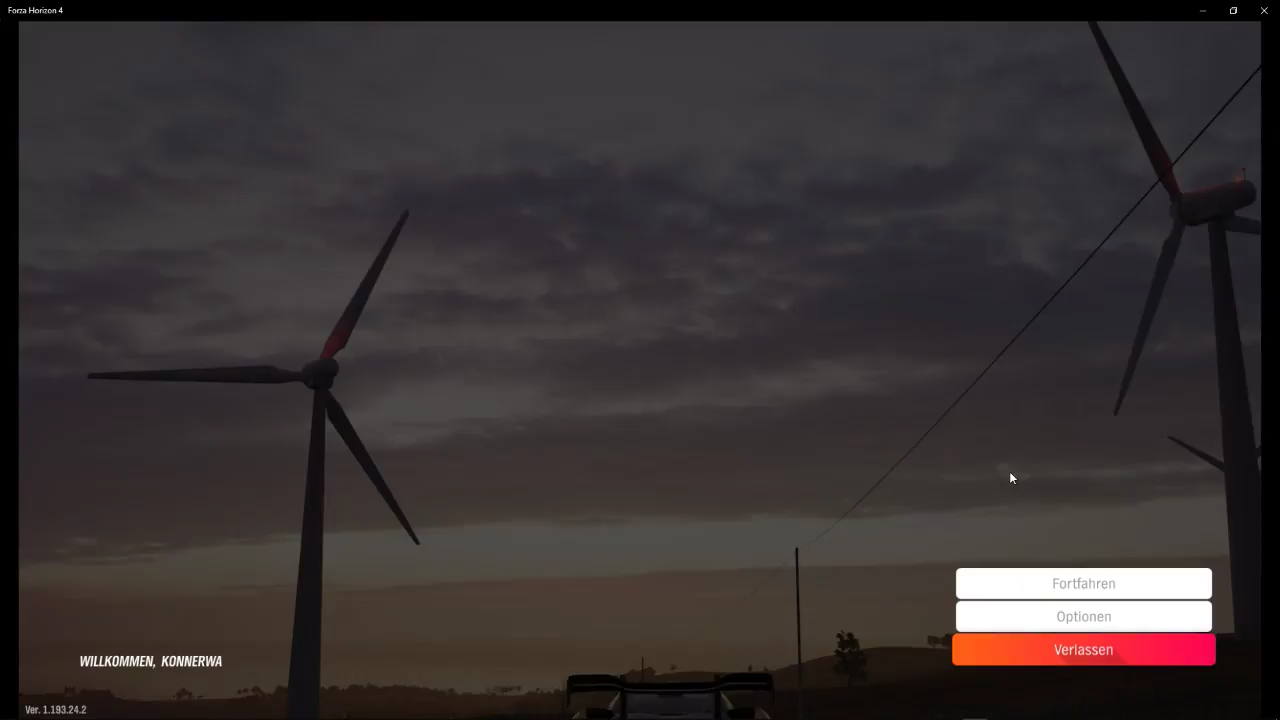 Forza Horizon 4
Fortfahren
Optionen
Verlassen
WILLKOMMEN, KONNERWA
Ver. 1.193.24.2